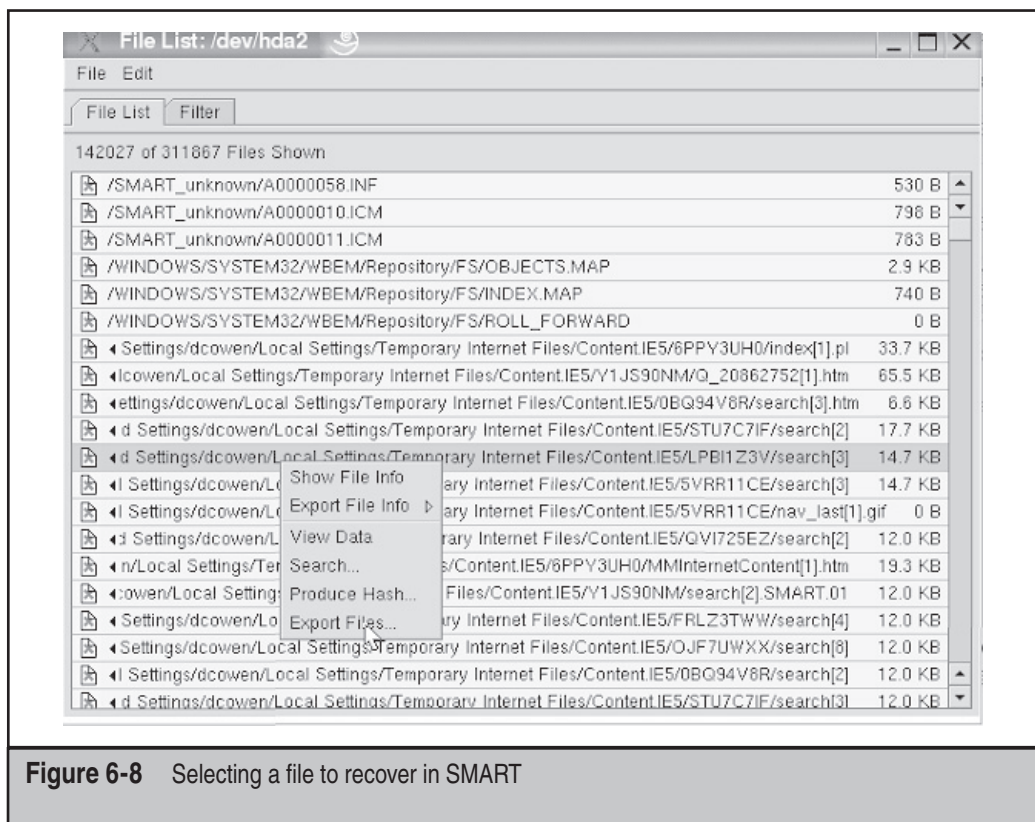 File List: /dev/hda2
File Edit
File List Filter
142027 of 311867 Files Shown
/SMART_unknown/A0000058.INF 530 B
/SMART_unknown/A0000010.ICM 798 B
/SMART_unknown/A0000011.ICM 783 B
/WINDOWS/SYSTEM32/WBEM/Repository/FS/OBJECTS.MAP 2.9 KB
/WINDOWS/SYSTEM32/WBEM/Repository/FS/INDEX.MAP 740 B
/WINDOWS/SYSTEM32/WBEM/Repository/FS/ROLL_FORWARD 0 B
Settings/dcowen/Local Settings/Temporary Internet Files/Content.IE5/6PPY3UH0/index[1].pl 33.7 KB
lcowen/Local Settings/Temporary Internet Files/Content.IE5/Y1JS90NM/Q_20862752[1].htm 65.5 KB
ettings/dcowen/Local Settings/Temporary Internet Files/Content.IE5/0BQ94V8R/search[3].htm 6.6 KB
d Settings/dcowen/Local Settings/Temporary Internet Files/Content.IE5/STU7C7IF/search[2] 17.7 KB
d Settings/dcowen/Local Settings/Temporary Internet Files/Content.IE5/LPBI1Z3V/search[3] 14.7 KB
l Settings/dcowen/L ary Internet Files/Content.IE5/5VRR11CE/search[3] 14.7 KB
l Settings/dcowen/L ary Internet Files/Content.IE5/5VRR11CE/nav_last[1].gif 0 B
d Settings/dcowen/L rary Internet Files/Content.IE5/QVI725EZ/search[2] 12.0 KB
n/Local Settings/Te s/Content.IE5/6PPY3UH0/MMInternetContent[1].htm 19.3 KB
cowen/Local Setting Files/Content.IE5/Y1JS90NM/search[2].SMART.01 12.0 KB
Settings/dcowen/Lo ry Internet Files/Content.IE5/FRLZ3TWW/search[4] 12.0 KB
Settings/dcowen/Local Settings/Temporary Internet Files/Content.IE5/OJF7UWXX/search[8] 12.0 KB
l Settings/dcowen/Local Settings/Temporary Internet Files/Content.IE5/0BQ94V8R/search[2] 12.0 KB
d Settings/dcowen/Local Settings/Temporary Internet Files/Content.IE5/STU7C7IF/search[3] 12.0 KB
Show File Info
Export File Info
View Data
Search...
Produce Hash...
Export Files...
Figure 6-8 Selecting a file to recover in SMART